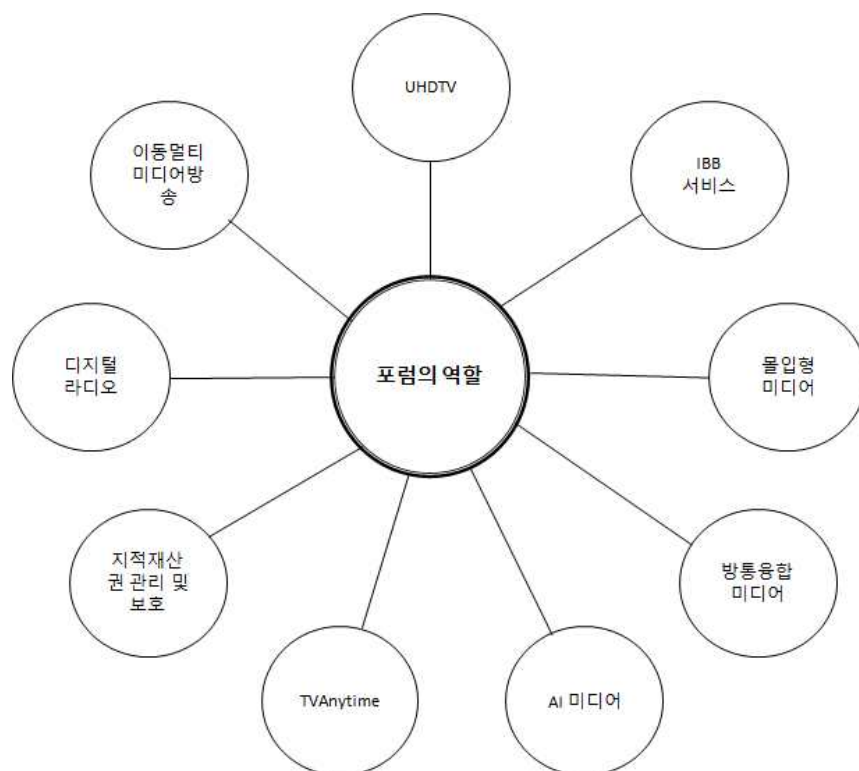 UHDTV
IBB
서비스
몰입형
미디어
방통융합
미디어
AI 미디어
TVAnytime
지적재산
권 관리 및
보호
디지털
라디오
이동멀티
미디어방
송
포럼의 역할